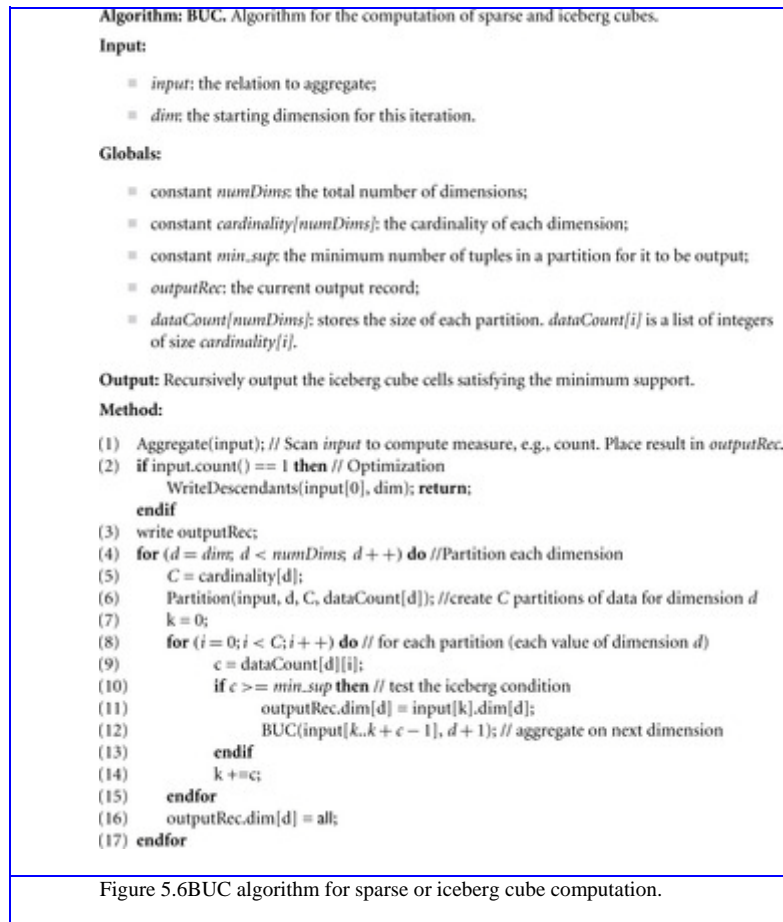 Algorithm: BUC. Algorithm for the computation of sparse and iceberg cubes.
Input:
input: the relation to aggregate;
dim: the starting dimension for this iteration.
Globals:
constant numDims: the total number of dimensions;
constant cardinality[numDims]: the cardinality of each dimension;
constant min_sup: the minimum number of tuples in a partition for it to be output;
outputRec: the current output record;
dataCount[numDims]: stores the size of each partition. dataCount[i] is a list of integers
of size cardinality[i].
Output: Recursively output the iceberg cube cells satisfying the minimum support.
Method:
(1) Aggregate(input); // Scan input to compute measure, e.g., count. Place result in outputRec.
(2) if input.count() == 1 then // Optimization
WriteDescendants(input[0], dim); return;
endif
(3) write outputRec;
(4) for (d = dim; d < numDims; d++) do //Partition each dimension
(5) C = cardinality[d];
(6) Partition(input, d, C, dataCount[d]); //create C partitions of data for dimension d
(7) k = 0;
(8) for (i = 0; i < C; i++) do // for each partition (each value of dimension d)
(9) c = dataCount[d][i];
(10) if c >= min_sup then // test the iceberg condition
(11) outputRec.dim[d] = input[k].dim[d];
(12) BUC(input[k..k + c − 1], d + 1); // aggregate on next dimension
(13) endif
(14) k +=c;
(15) endfor
(16) outputRec.dim[d] = all;
(17) endfor
Figure 5.6BUC algorithm for sparse or iceberg cube computation.